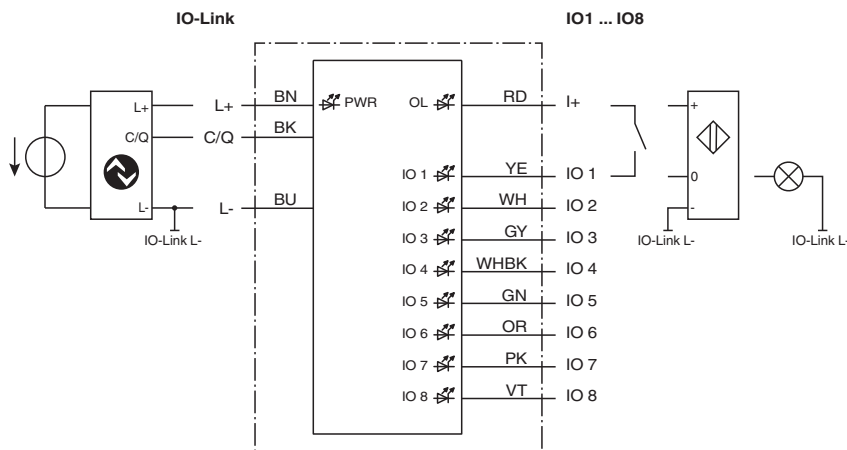 IO-Link IO1 ... IO8
L+ L+ BN PWR OL RD I+ +
C/Q C/Q BK
IO 1 YE IO 1 0
L- L- BU IO 2 WH IO 2 -
IO-Link L- IO 3 GY IO 3 IO-Link L- IO-Link L-
IO 4 WHBK IO 4
IO 5 GN IO 5
IO 6 OR IO 6
IO 7 PK IO 7
IO 8 VT IO 8